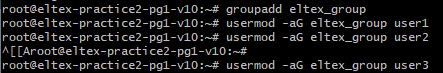 root@eltex-practice2-pg1-v10:~# groupadd eltex_group
root@eltex-practice2-pg1-v10:~# usermod -aG eltex_group user1
root@eltex-practice2-pg1-v10:~# usermod -aG eltex_group user2
^[[Aroot@eltex-practice2-pg1-v10:~#
root@eltex-practice2-pg1-v10:~# usermod -aG eltex_group user3